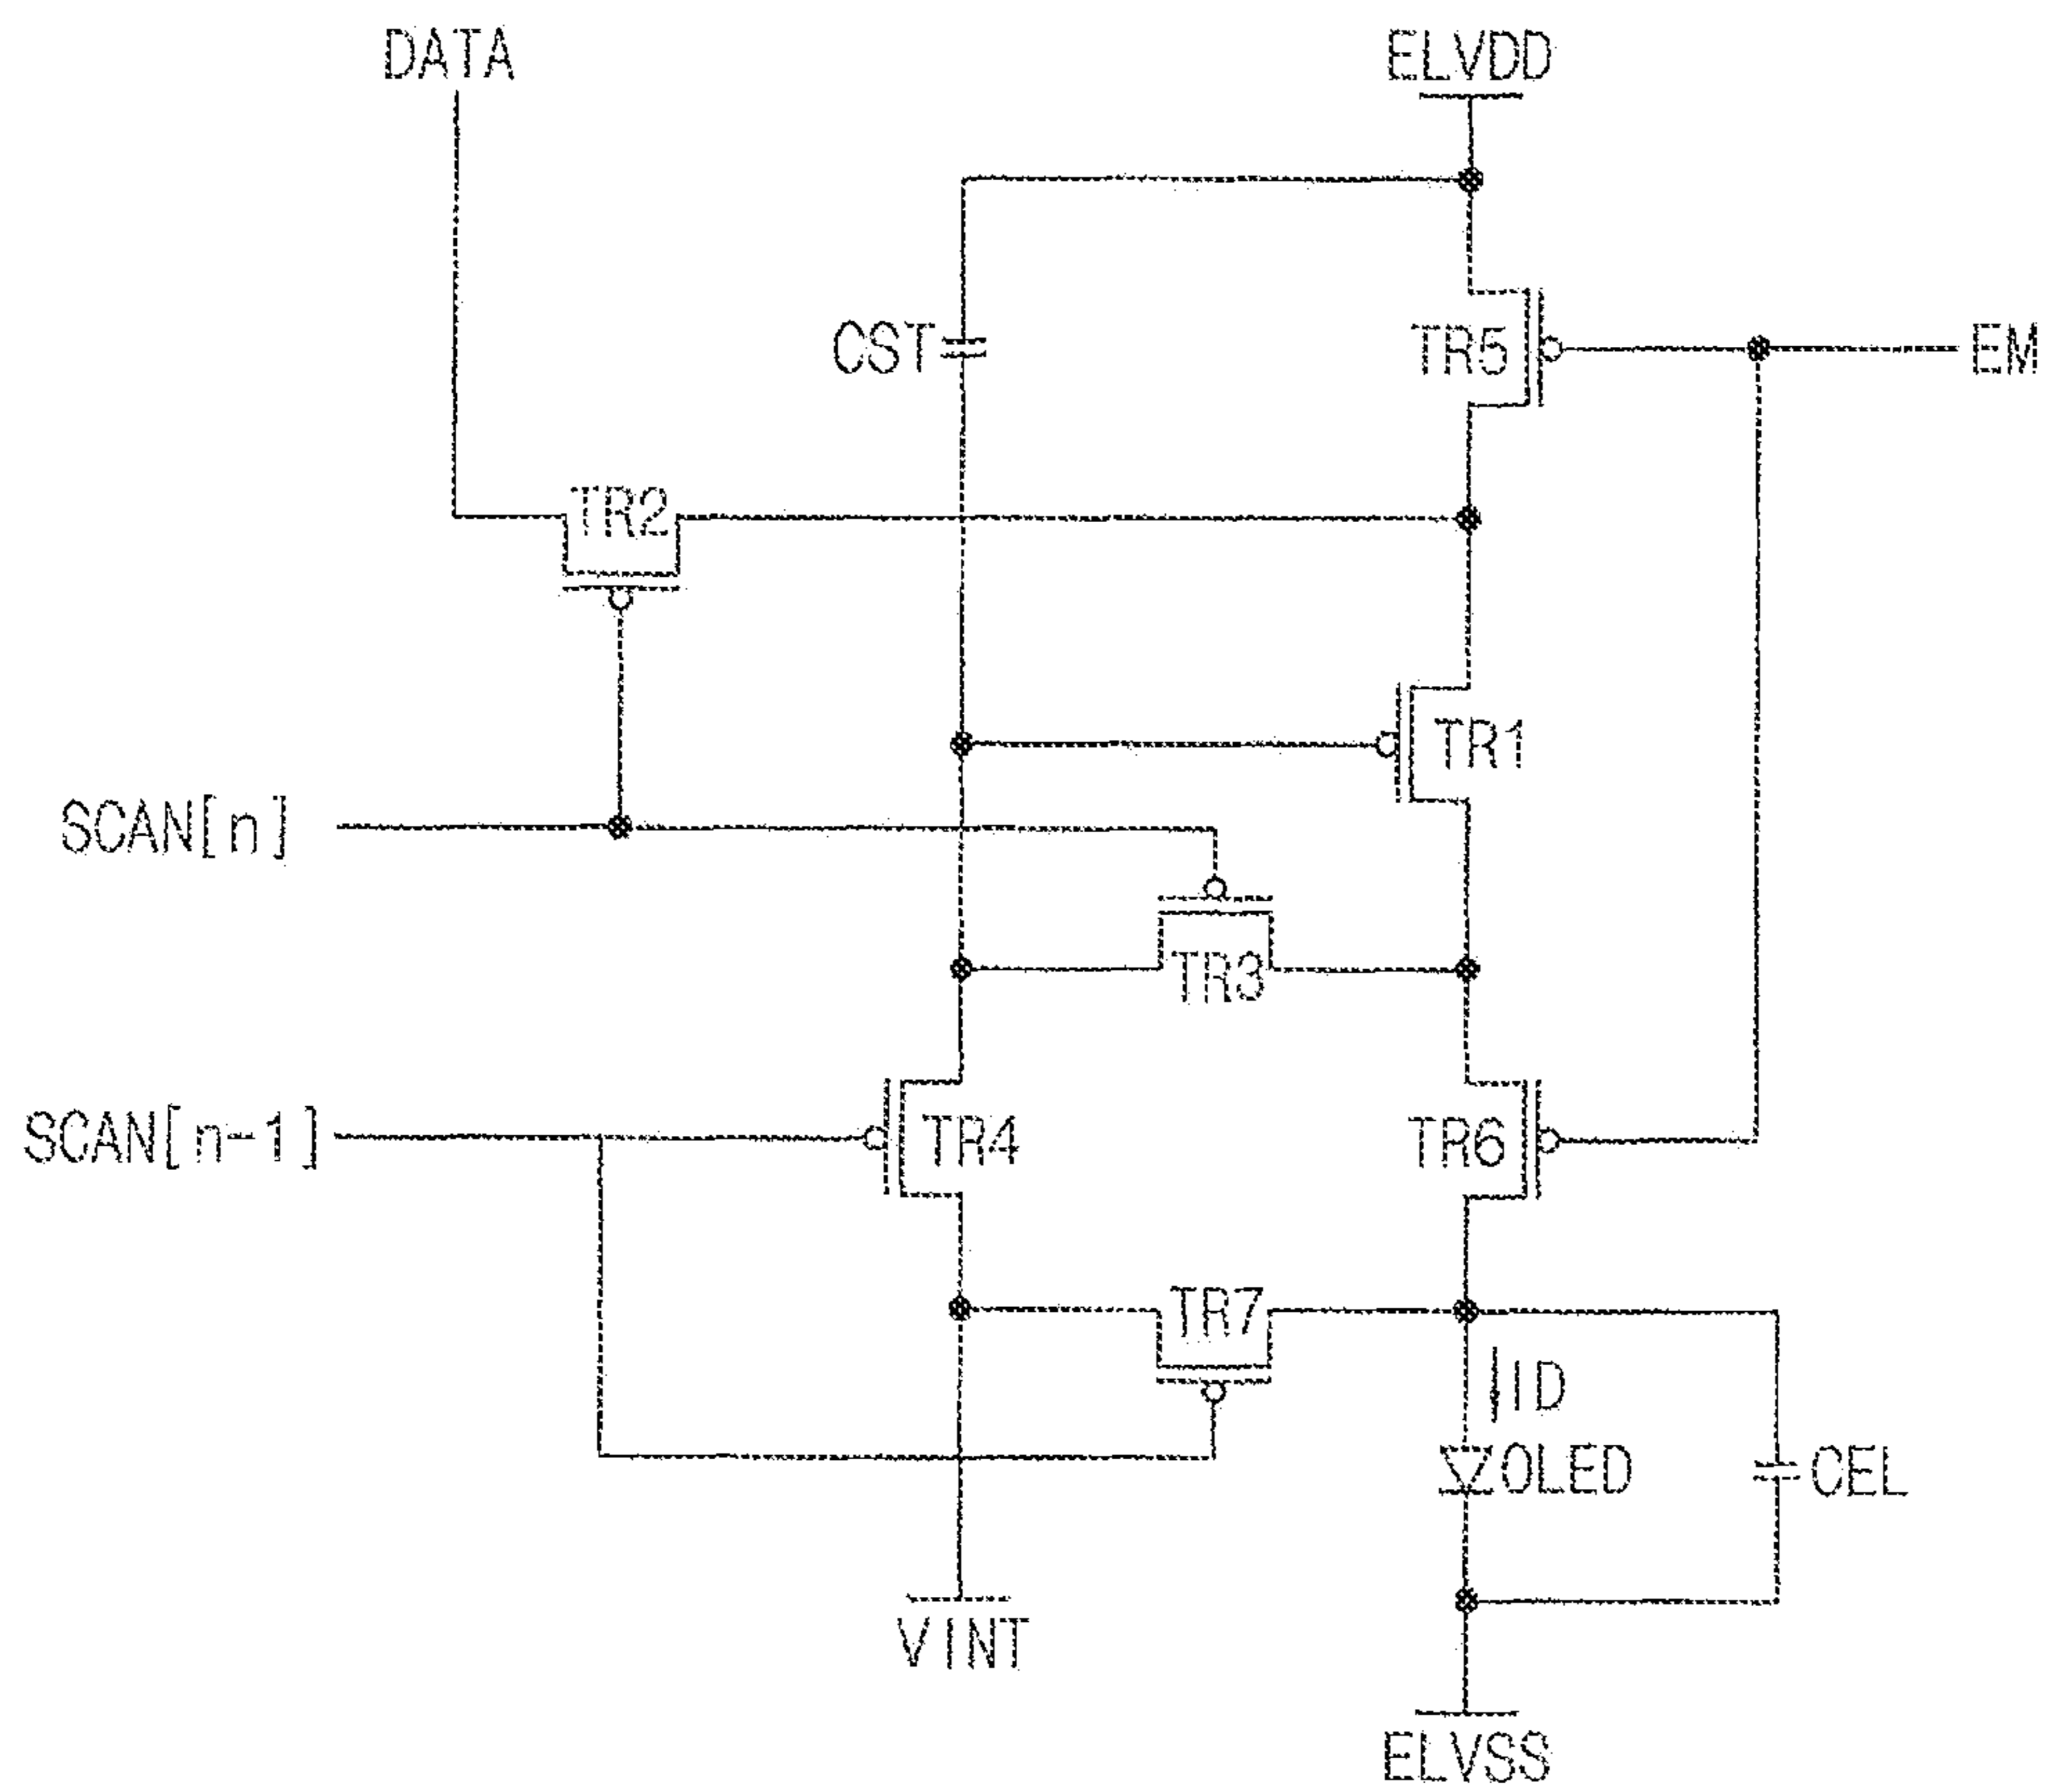 DATA
ELVDD
CST
TR5
EM
TR2
TR1
SCAN[n]
TR3
SCAN[n-1]
TR4
TR6
TR7
ID
OLED
CEL
VINT
ELVSS